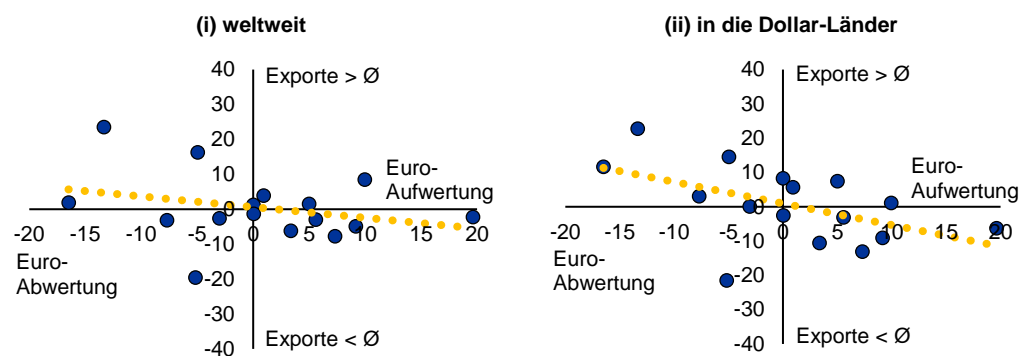 (i) weltweit
40
Exporte > Ø
30
20
10
Euro-
Aufwertung
0
-20 -15 -10 -5 0 5 10 15 20
-10
Euro-
Abwertung
-20
-30
Exporte < Ø
-40
(ii) in die Dollar-Länder
40
Exporte > Ø
30
20
10
Euro-
Aufwertung
0
-20 -15 -10 -5 0 5 10 15 20
-10
Euro-
Abwertung
-20
-30
Exporte < Ø
-40